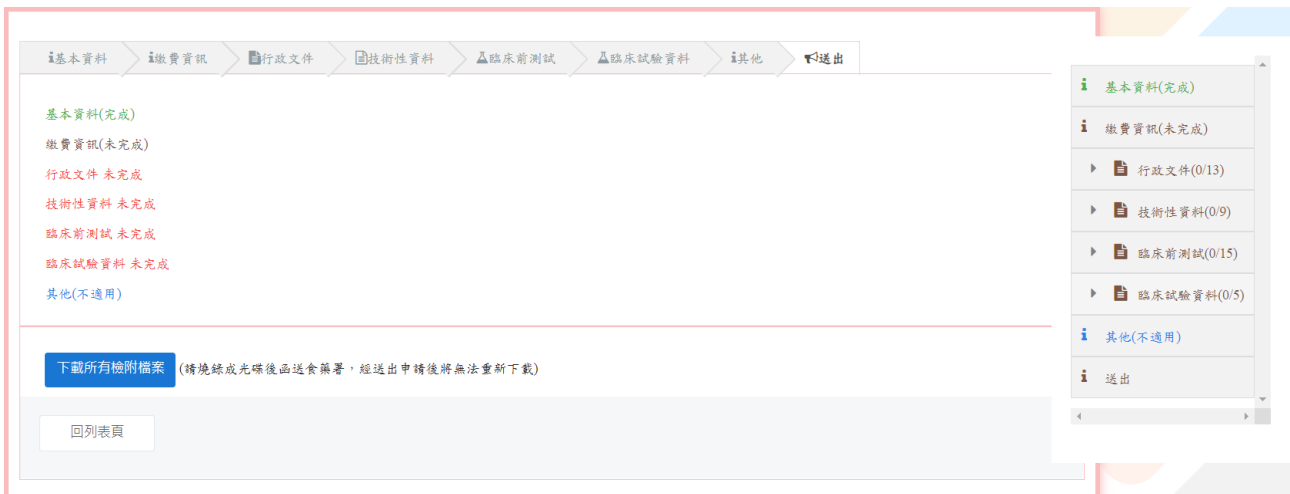 基本資料 繳費資訊 行政文件 技術性資料 臨床前測試 臨床試驗資料 其他 送出
基本資料(完成)
繳費資訊(未完成)
行政文件 未完成
技術性資料 未完成
臨床前測試 未完成
臨床試驗資料 未完成
其他(不適用)
下載所有檢附檔案 (請燒錄成光碟後函送食藥署，經送出申請後將無法重新下載)
回列表頁
基本資料(完成)
繳費資訊(未完成)
行政文件(0/13)
技術性資料(0/9)
臨床前測試(0/15)
臨床試驗資料(0/5)
其他(不適用)
送出